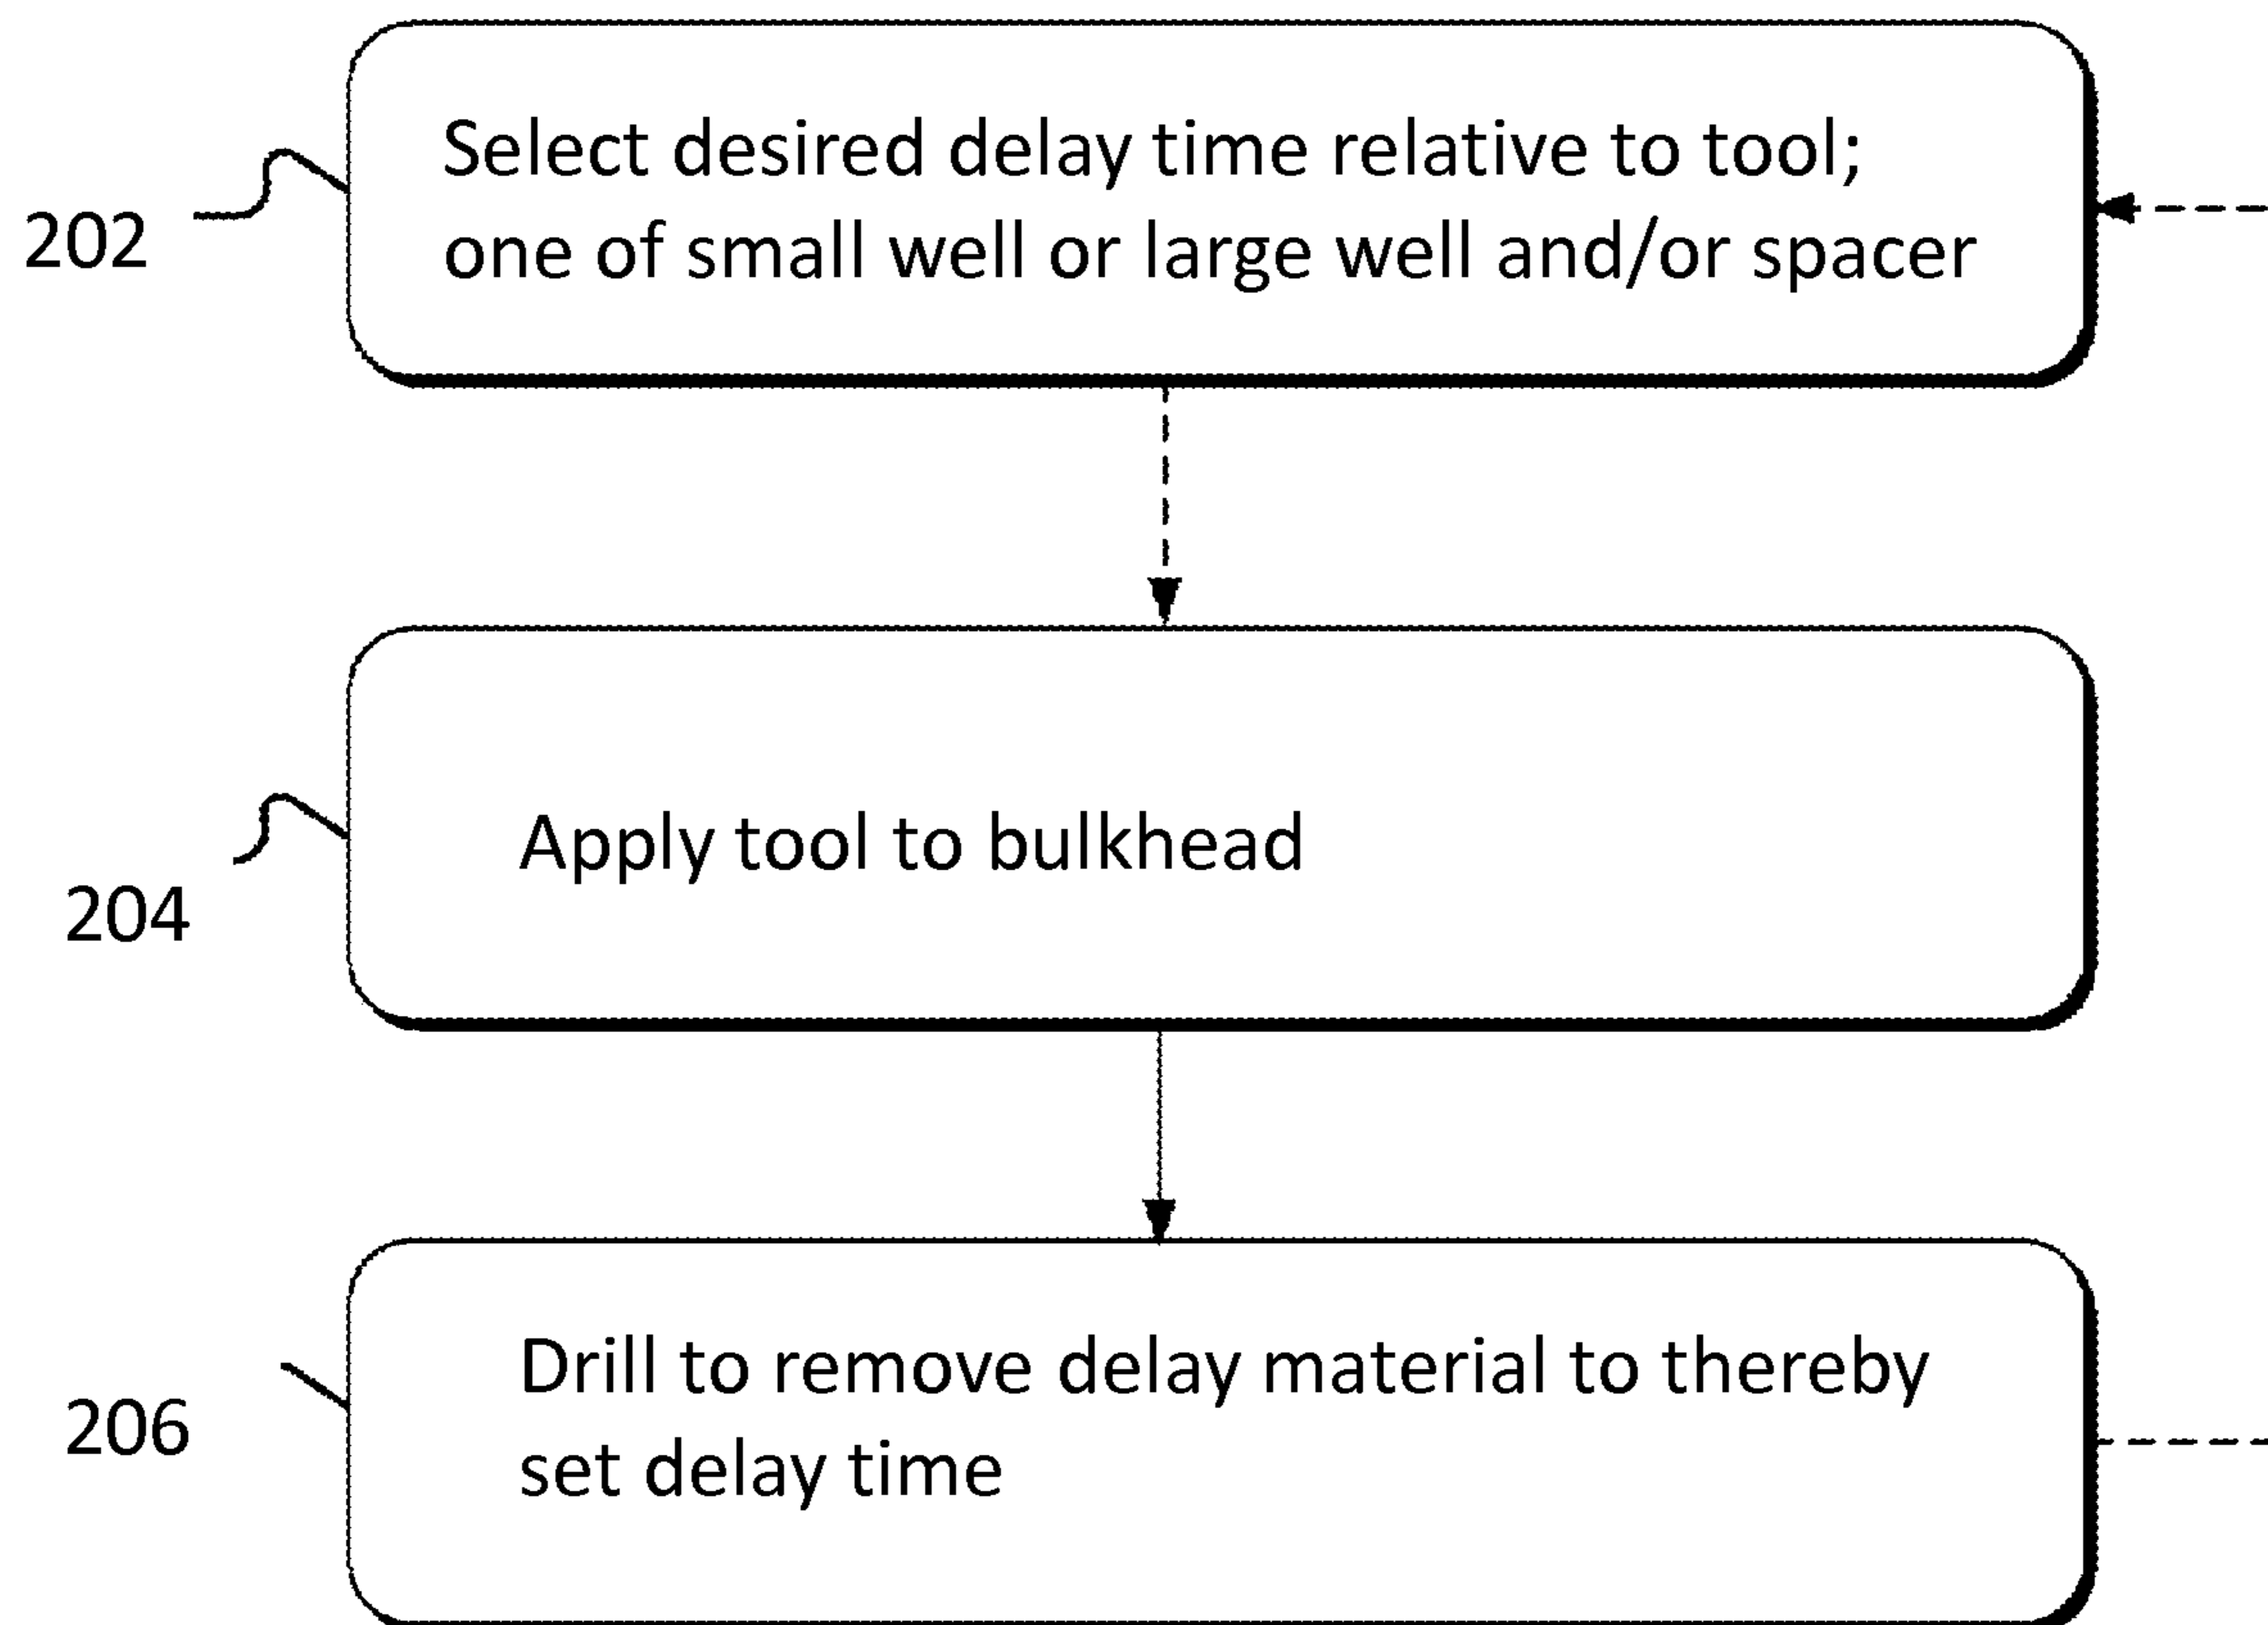 202
Select desired delay time relative to tool;
one of small well or large well and/or spacer
204
Apply tool to bulkhead
206
Drill to remove delay material to thereby
set delay time